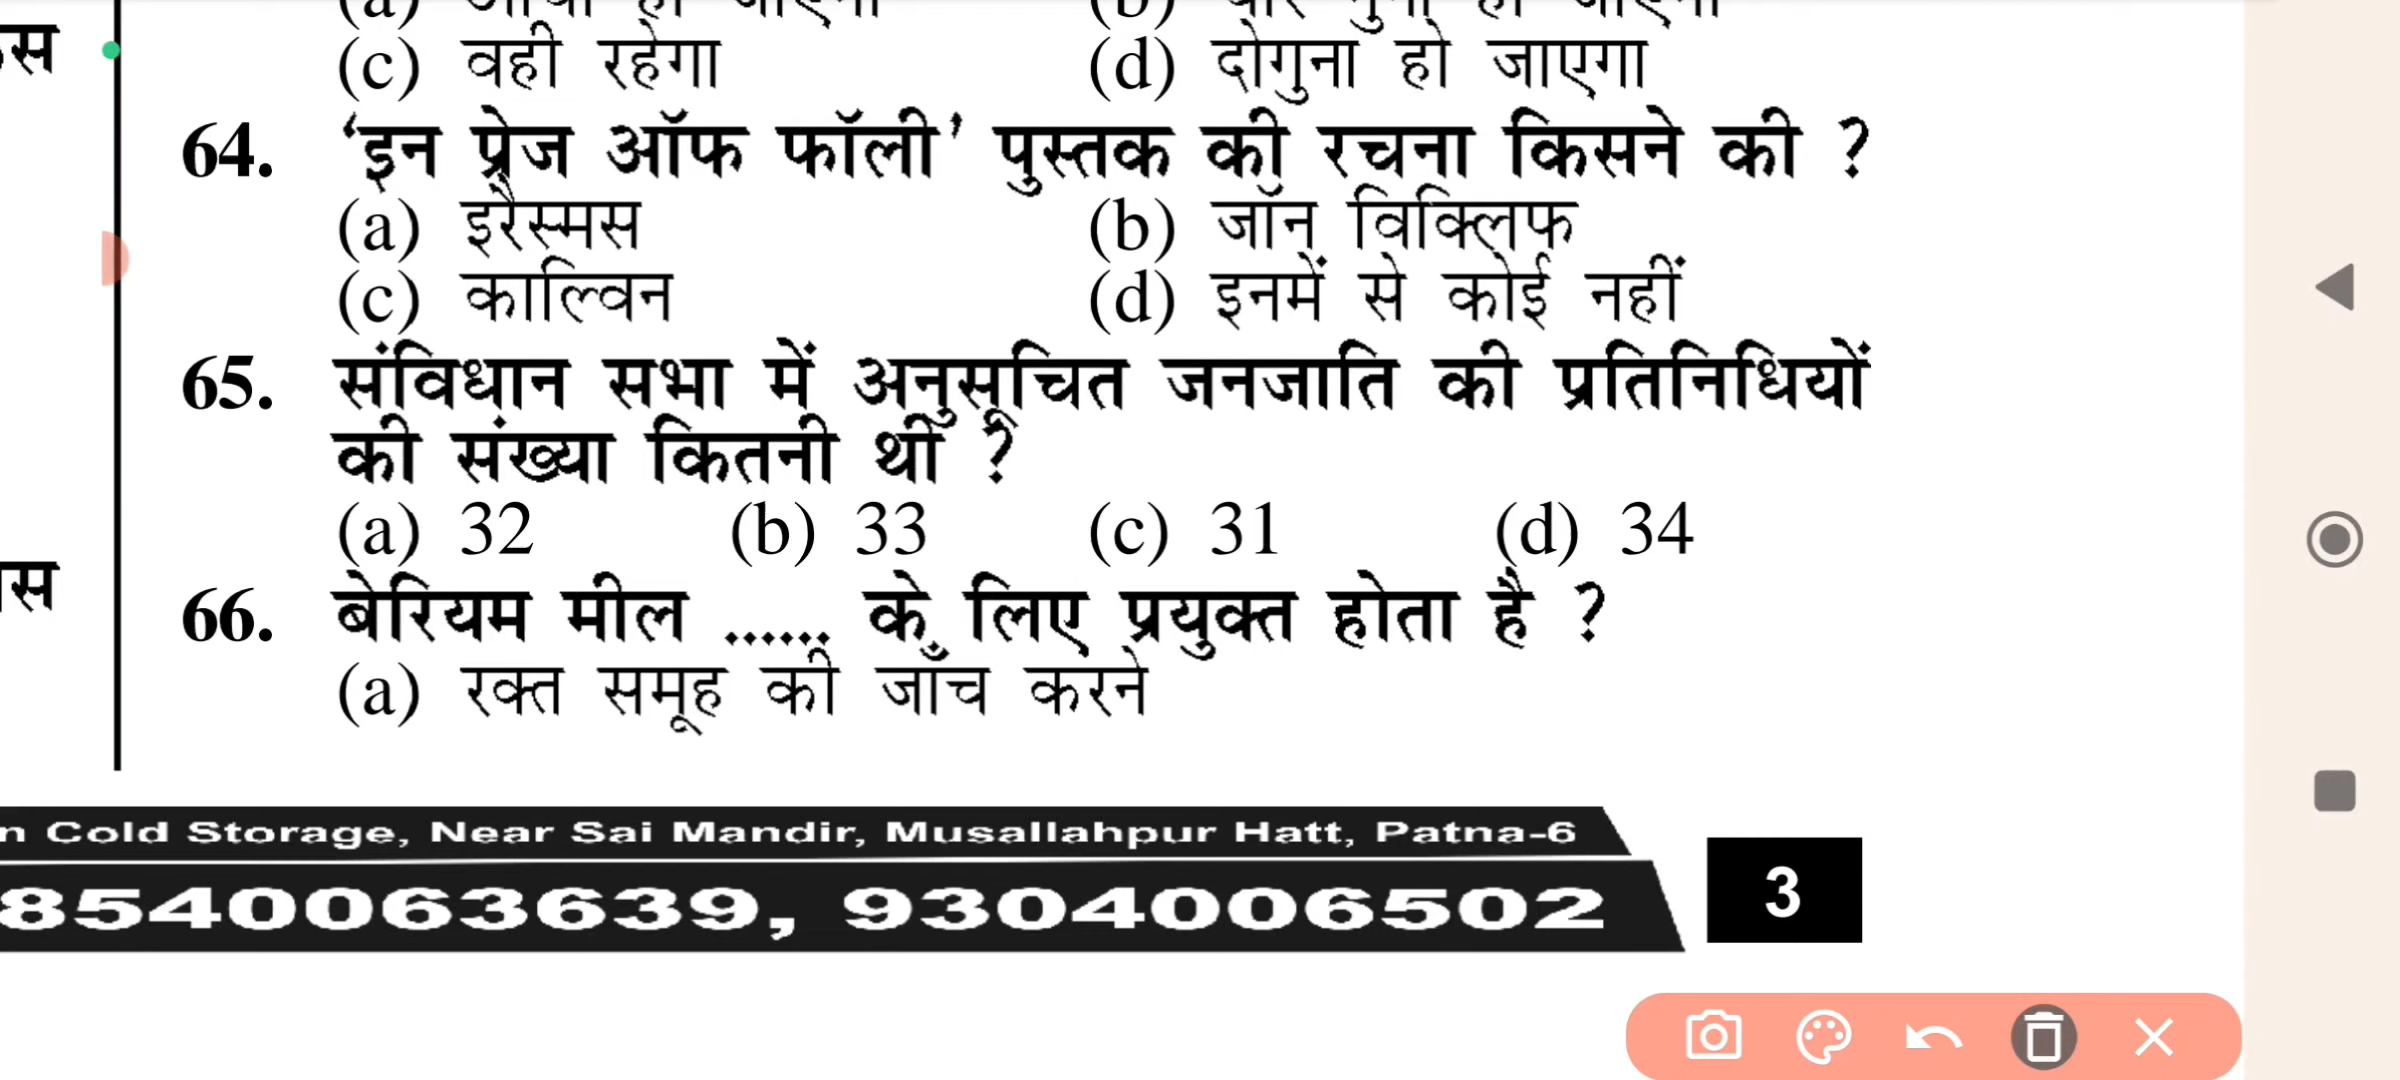 (c) वही रहेगा (d) दोगुना हो जाएगा
64. ‘इन प्रेज ऑफ फॉली’ पुस्तक की रचना किसने की ?
(a) इरैस्मस (b) जॉन विक्लिफ
(c) काल्विन (d) इनमें से कोई नहीं
65. संविधान सभा में अनुसूचित जनजाति की प्रतिनिधियों
की संख्या कितनी थी ?
(a) 32 (b) 33 (c) 31 (d) 34
66. बेरियम मील ...... के लिए प्रयुक्त होता है ?
(a) रक्त समूह की जाँच करने
n Cold Storage, Near Sai Mandir, Musallahpur Hatt, Patna-6
8540063639, 9304006502
3